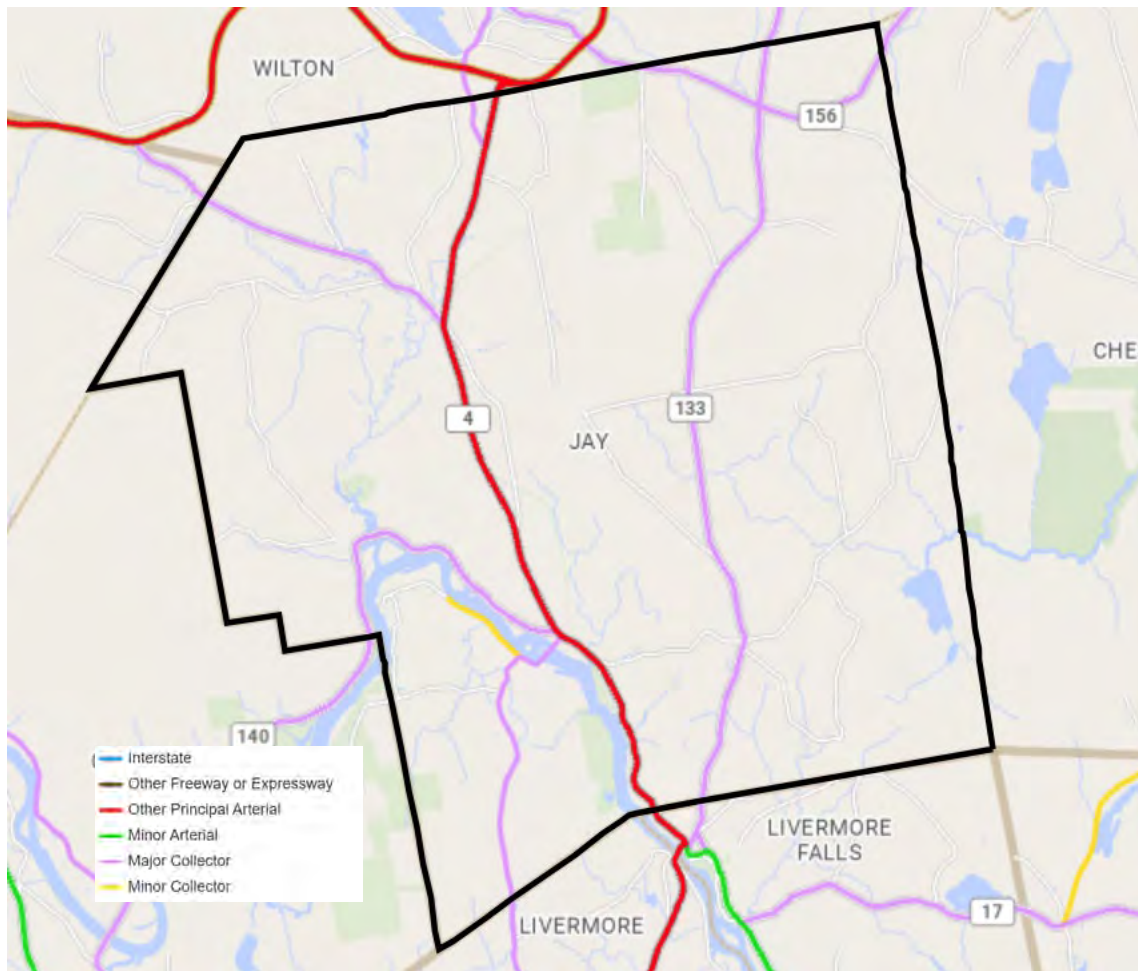 WILTON
156
CHE
4
133
JAY
140
Interstate
Other Freeway or Expressway
Other Principal Arterial
Minor Arterial
Major Collector
Minor Collector
LIVERMORE
FALLS
17
LIVERMORE